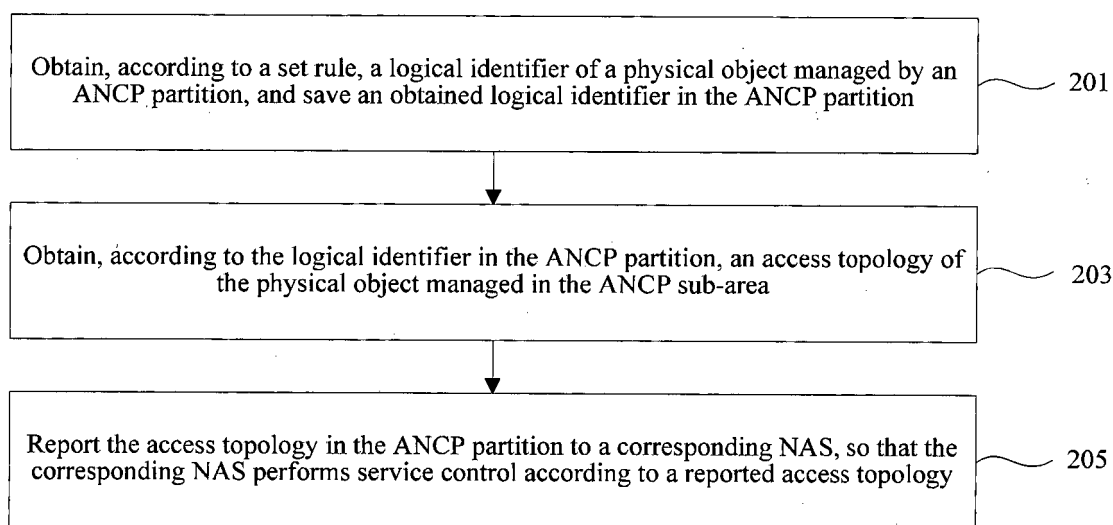 Obtain, according to a set rule, a logical identifier of a physical object managed by an
ANCP partition, and save an obtained logical identifier in the ANCP partition
201
Obtain, according to the logical identifier in the ANCP partition, an access topology of
the physical object managed in the ANCP sub-area
203
Report the access topology in the ANCP partition to a corresponding NAS, so that the
corresponding NAS performs service control according to a reported access topology
205